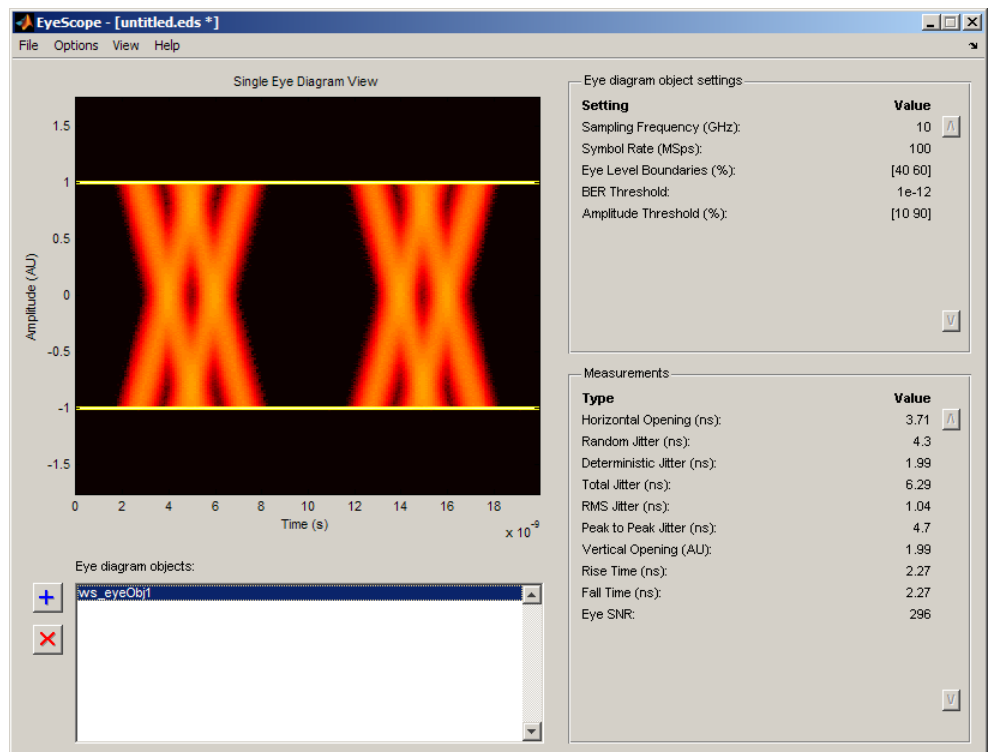 EyeScope - [untitled.eds *]
File Options View Help
Single Eye Diagram View
1.5
1
0.5
0
-0.5
-1
-1.5
Amplitude (AU)
0 2 4 6 8 10 12 14 16 18
Time (s)
x 10^-9
Eye diagram objects:
ws_eyeObj1
Eye diagram object settings
Setting Value
Sampling Frequency (GHz): 10
Symbol Rate (MSps): 100
Eye Level Boundaries (%): [40 60]
BER Threshold: 1e-12
Amplitude Threshold (%): [10 90]
Measurements
Type Value
Horizontal Opening (ns): 3.71
Random Jitter (ns): 4.3
Deterministic Jitter (ns): 1.99
Total Jitter (ns): 6.29
RMS Jitter (ns): 1.04
Peak to Peak Jitter (ns): 4.7
Vertical Opening (AU): 1.99
Rise Time (ns): 2.27
Fall Time (ns): 2.27
Eye SNR: 296